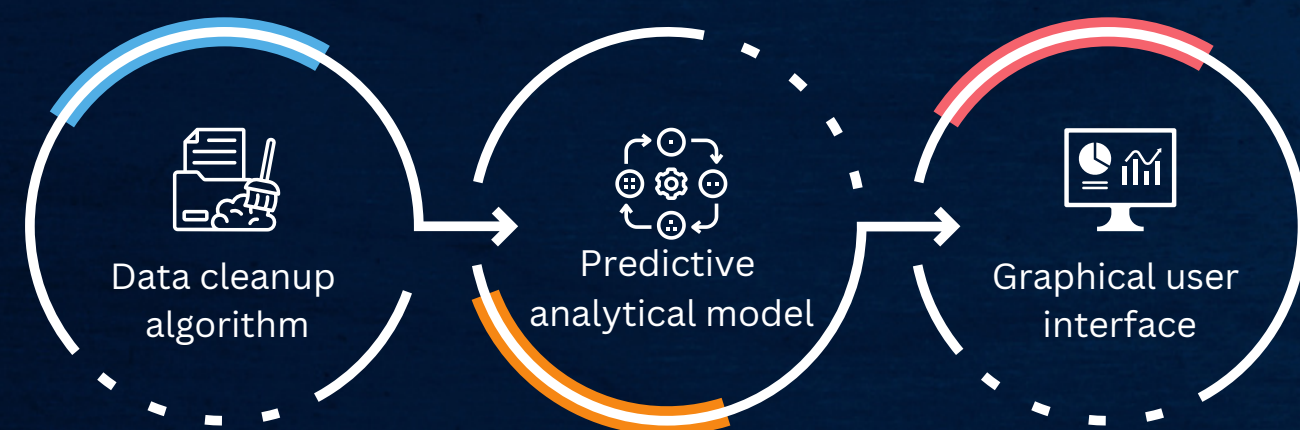 Data cleanup
algorithm
Predictive
analytical model
Graphical user
interface